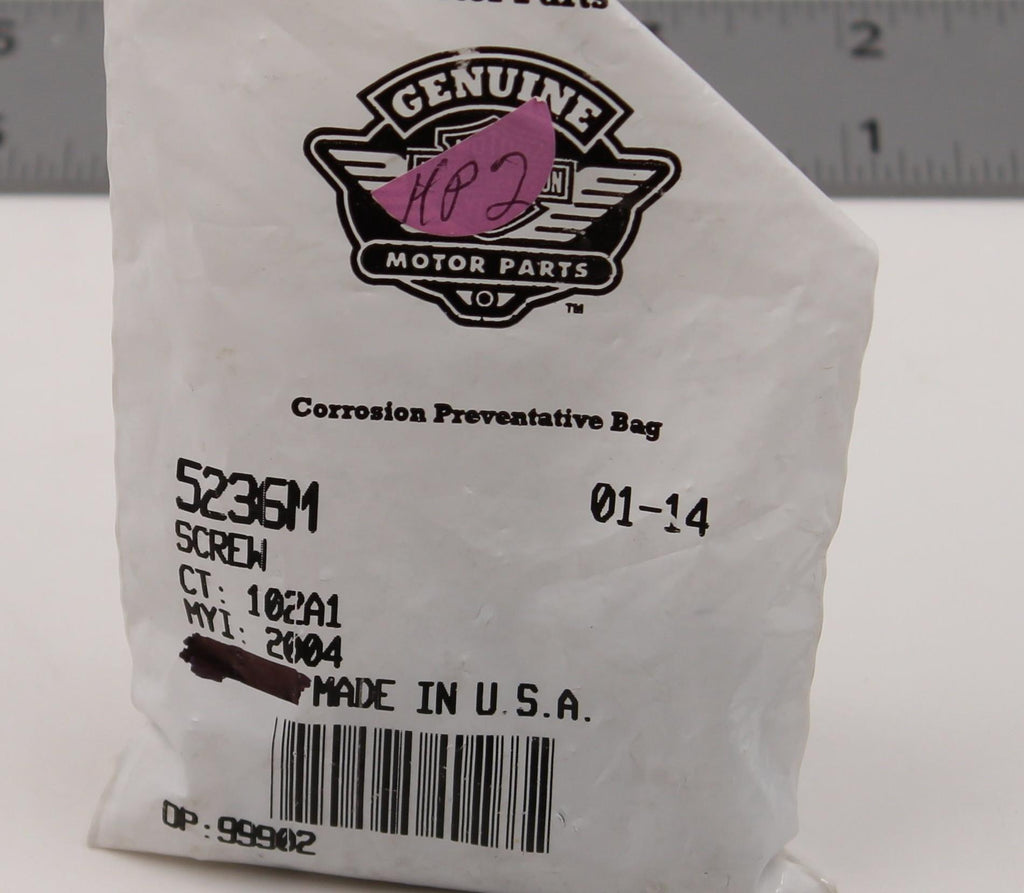 Parts
GENUINE
HP2
MOTOR PARTS
TM
Corrosion Preventative Bag
5236M 01-14
SCREW
CT: 102A1
MYI: 2004
MADE IN U.S.A.
OP:99902
2
1